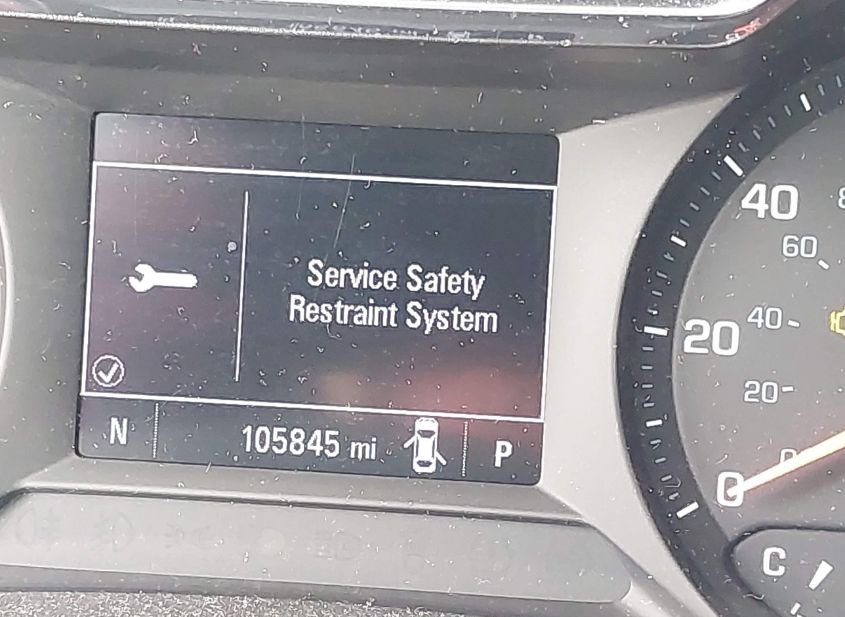 Service Safety
Restraint System
N 105845 mi P
40
60
20
40
20
0
C